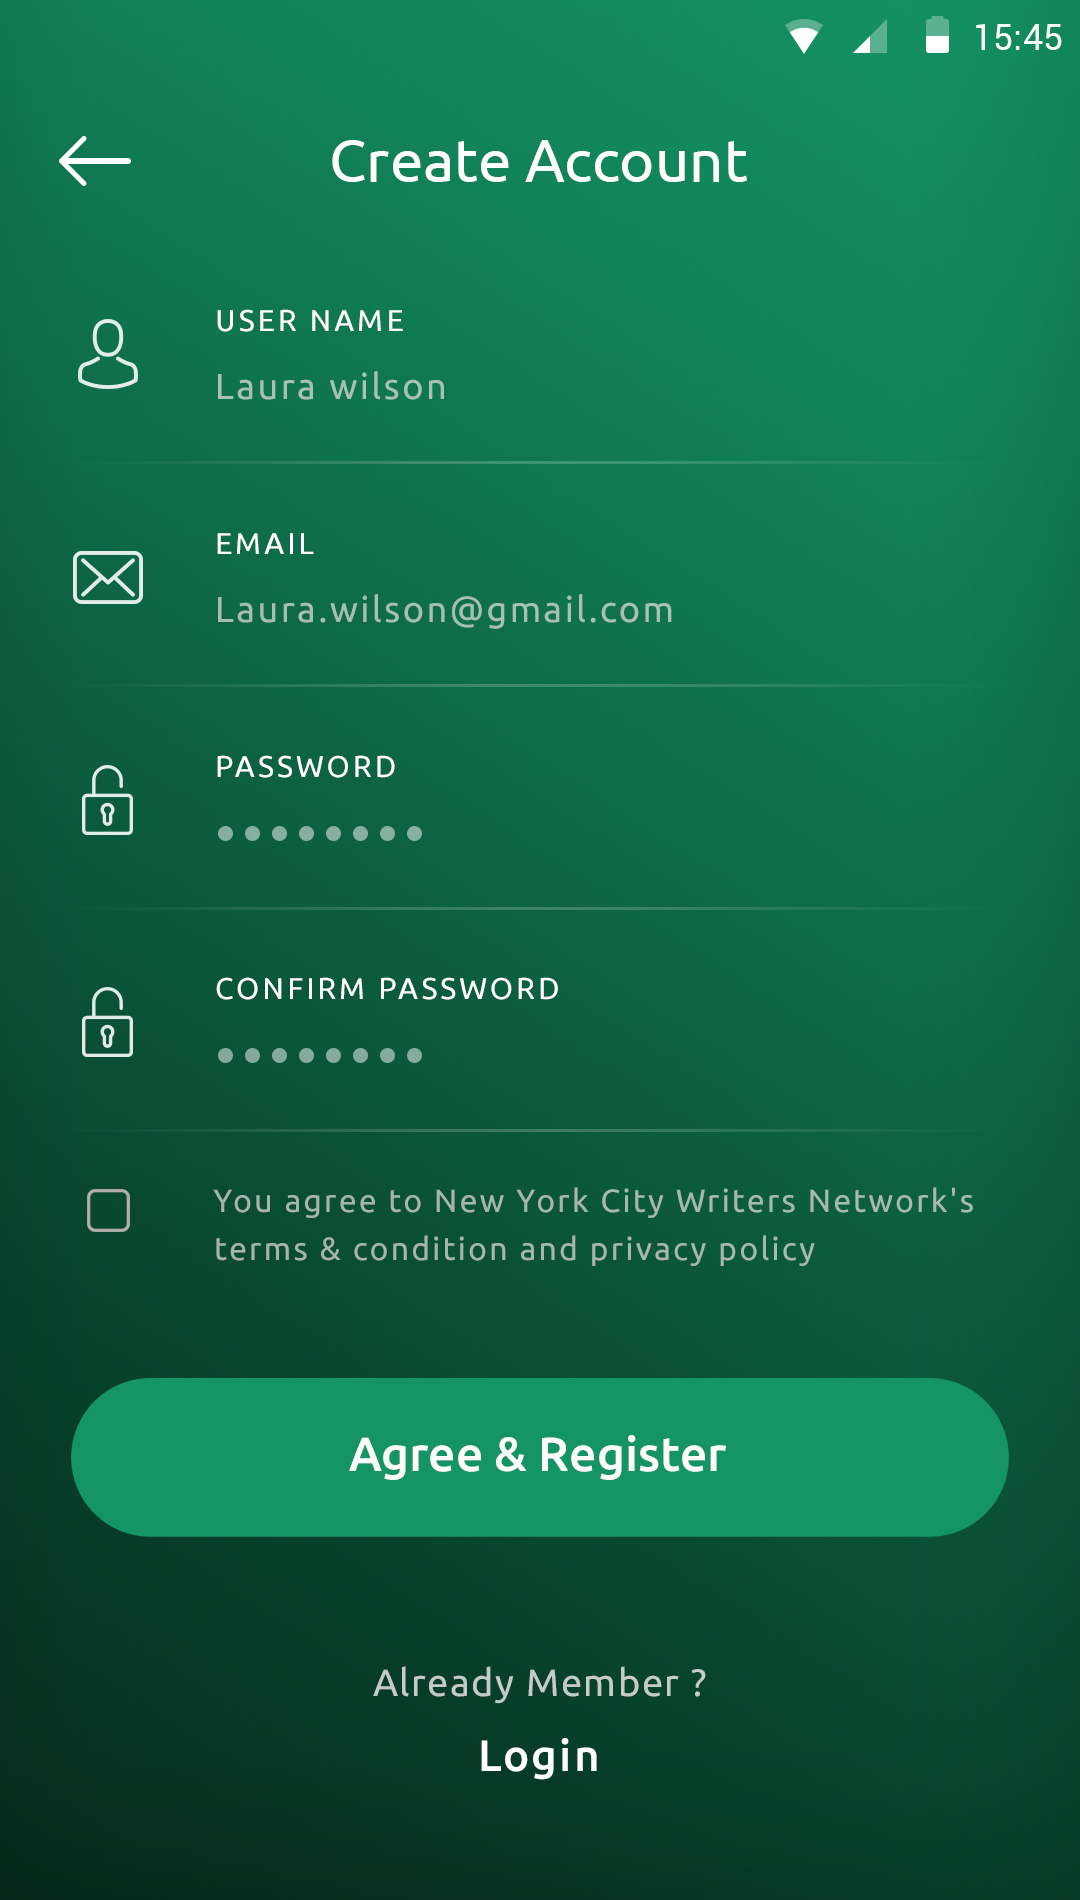 15:45
Create Account
USER NAME
Laura wilson
EMAIL
Laura.wilson@gmail.com
PASSWORD
••••••••
CONFIRM PASSWORD
••••••••
You agree to New York City Writers Network's
terms & condition and privacy policy
Agree & Register
Already Member ?
Login